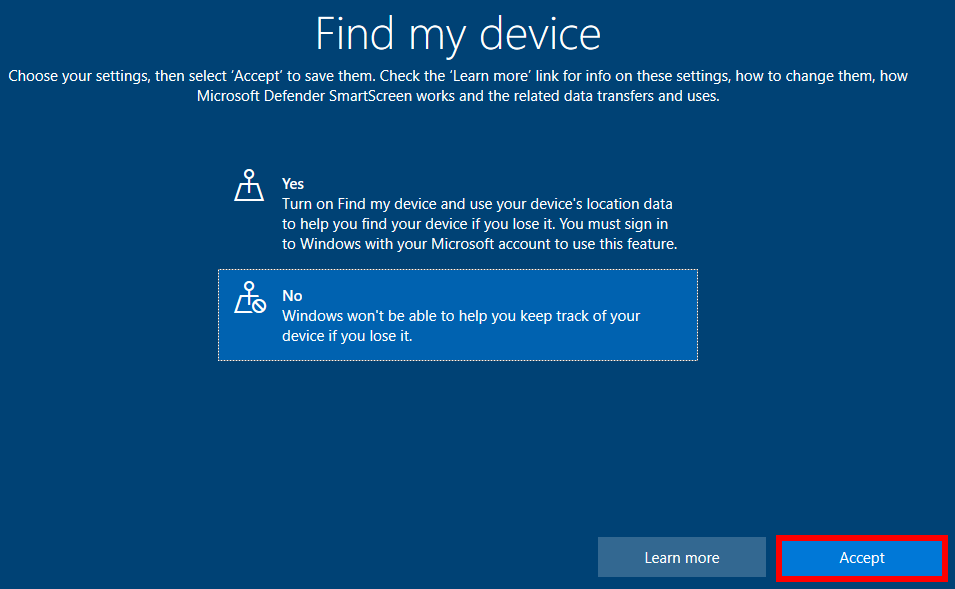 Find my device
Choose your settings, then select ‘Accept’ to save them. Check the ‘Learn more’ link for info on these settings, how to change them, how
Microsoft Defender SmartScreen works and the related data transfers and uses.
Yes
Turn on Find my device and use your device's location data
to help you find your device if you lose it. You must sign in
to Windows with your Microsoft account to use this feature.
No
Windows won't be able to help you keep track of your
device if you lose it.
Learn more
Accept